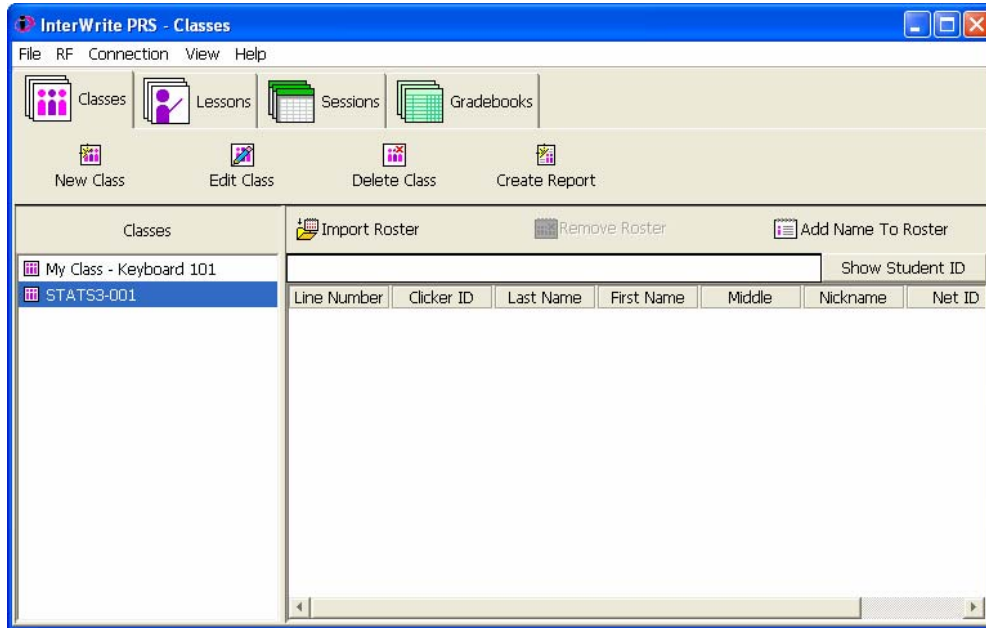 InterWrite PRS - Classes
File RF Connection View Help
Classes Lessons Sessions Gradebooks
New Class Edit Class Delete Class Create Report
Classes
Import Roster Remove Roster Add Name To Roster
My Class - Keyboard 101
Show Student ID
STATS3-001
Line Number Clicker ID Last Name First Name Middle Nickname Net ID